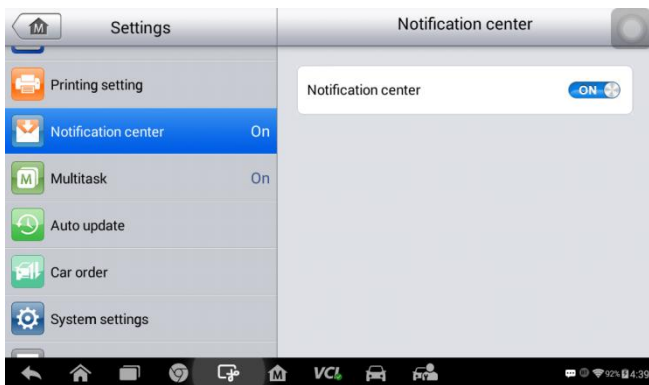 M
Settings
Notification center
Printing setting
Notification center On
Notification center ON
M Multitask On
Auto update
Car order
System settings
M VCI 92% 4:39